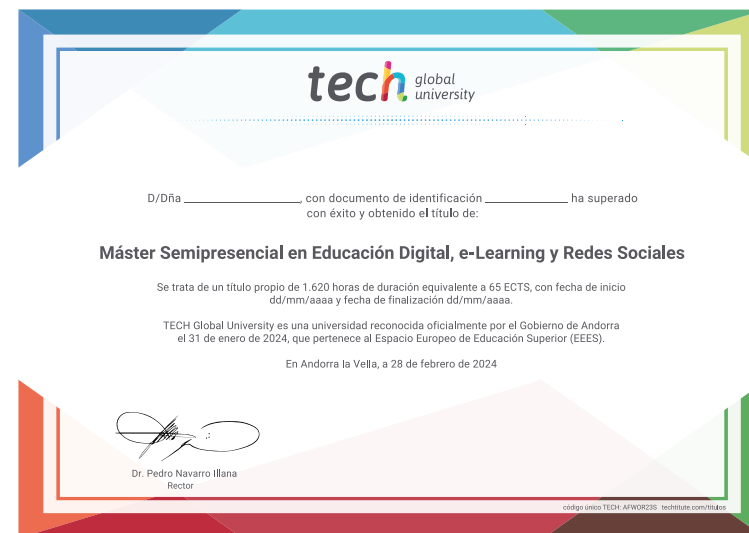 tech global university
D/Dña ____________________, con documento de identificación ______________ ha superado
con éxito y obtenido el título de:
Máster Semipresencial en Educación Digital, e-Learning y Redes Sociales
Se trata de un título propio de 1.620 horas de duración equivalente a 65 ECTS, con fecha de inicio
dd/mm/aaaa y fecha de finalización dd/mm/aaaa.
TECH Global University es una universidad reconocida oficialmente por el Gobierno de Andorra
el 31 de enero de 2024, que pertenece al Espacio Europeo de Educación Superior (EEES).
En Andorra la Vella, a 28 de febrero de 2024
Dr. Pedro Navarro Illana
Rector
código único TECH: AFWOR23S techtitute.com/titulos